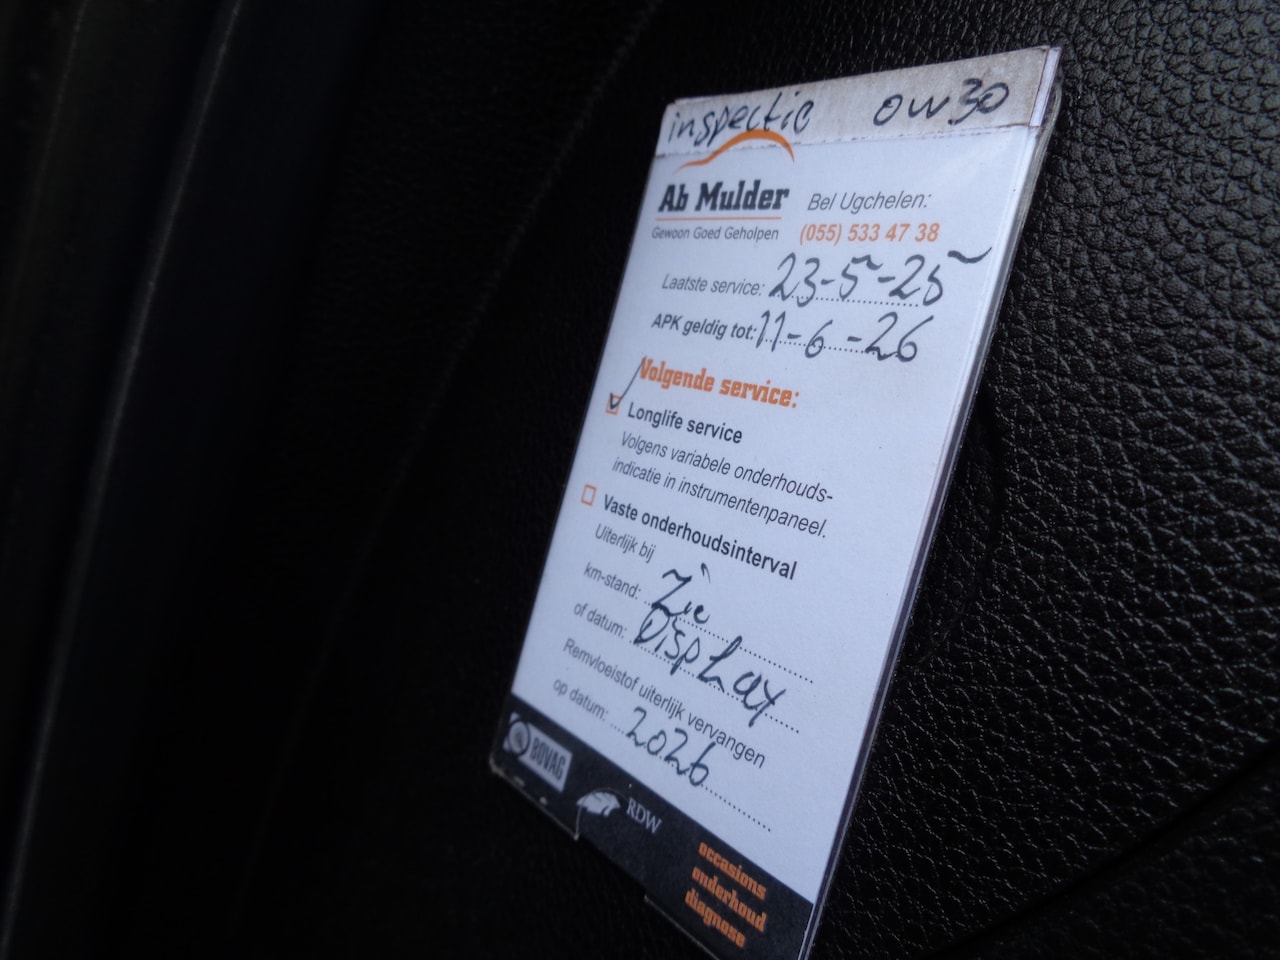 inspectie 0W30
Ab Mulder
Gewoon Goed Geholpen
Bel Ugchelen:
(055) 533 47 38
Laatste service: 23-5-25
APK geldig tot: 11-6-26
Volgende service:
Longlife service
Volgens variabele onderhouds-
indicatie in instrumentenpaneel.
Vaste onderhoudsinterval
Uiterlijk bij
km-stand: Zie
of datum: Display
Remvloeistof uiterlijk vervangen
op datum: 2026
BOVAG
RDW
occasions
onderhoud
diagnose